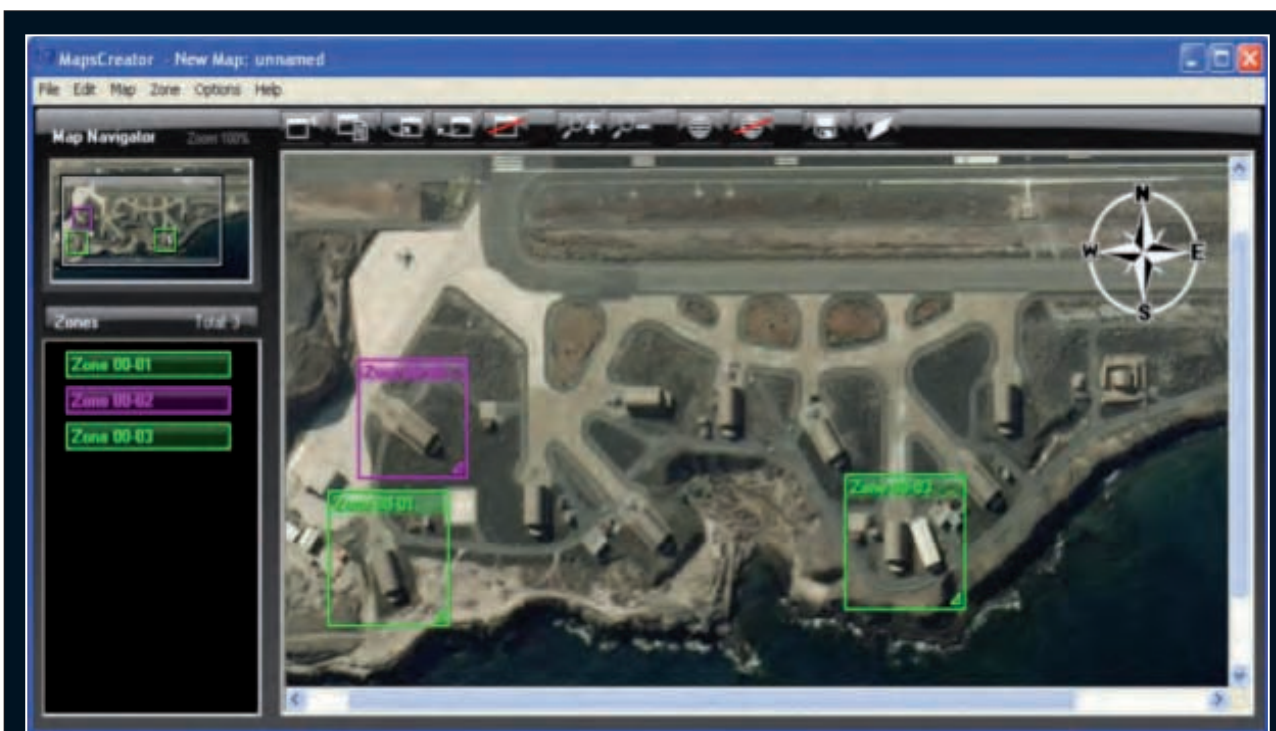 MapsCreator - New Map: unnamed
File Edit Map Zone Options Help
Map Navigator Zoom 100%
N
W E
S
Zones Total: 3
Zone 00-01
Zone 00-02
Zone 00-03
Zone 00-01
Zone 00-03